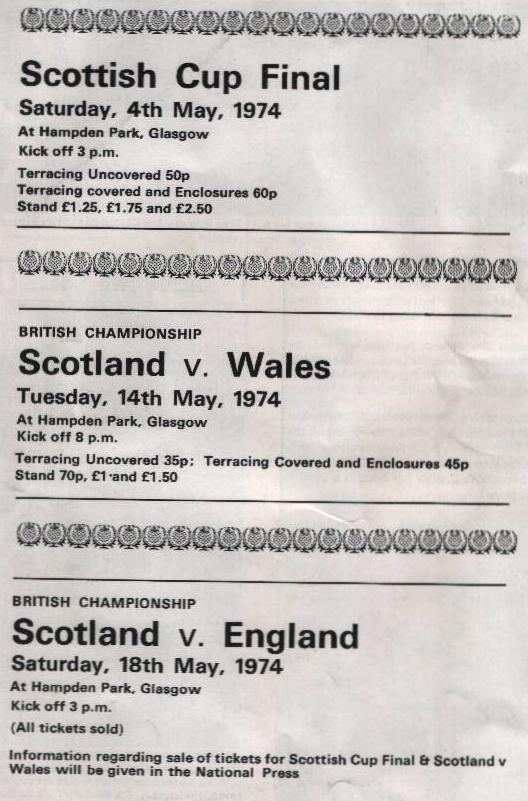 Scottish Cup Final
Saturday, 4th May, 1974
At Hampden Park, Glasgow
Kick off 3 p.m.
Terracing Uncovered 50p
Terracing covered and Enclosures 60p
Stand £1.25, £1.75 and £2.50
BRITISH CHAMPIONSHIP
Scotland v. Wales
Tuesday, 14th May, 1974
At Hampden Park, Glasgow
Kick off 8 p.m.
Terracing Uncovered 35p; Terracing Covered and Enclosures 45p
Stand 70p, £1 and £1.50
BRITISH CHAMPIONSHIP
Scotland v. England
Saturday, 18th May, 1974
At Hampden Park, Glasgow
Kick off 3 p.m.
(All tickets sold)
Information regarding sale of tickets for Scottish Cup Final & Scotland v
Wales will be given in the National Press